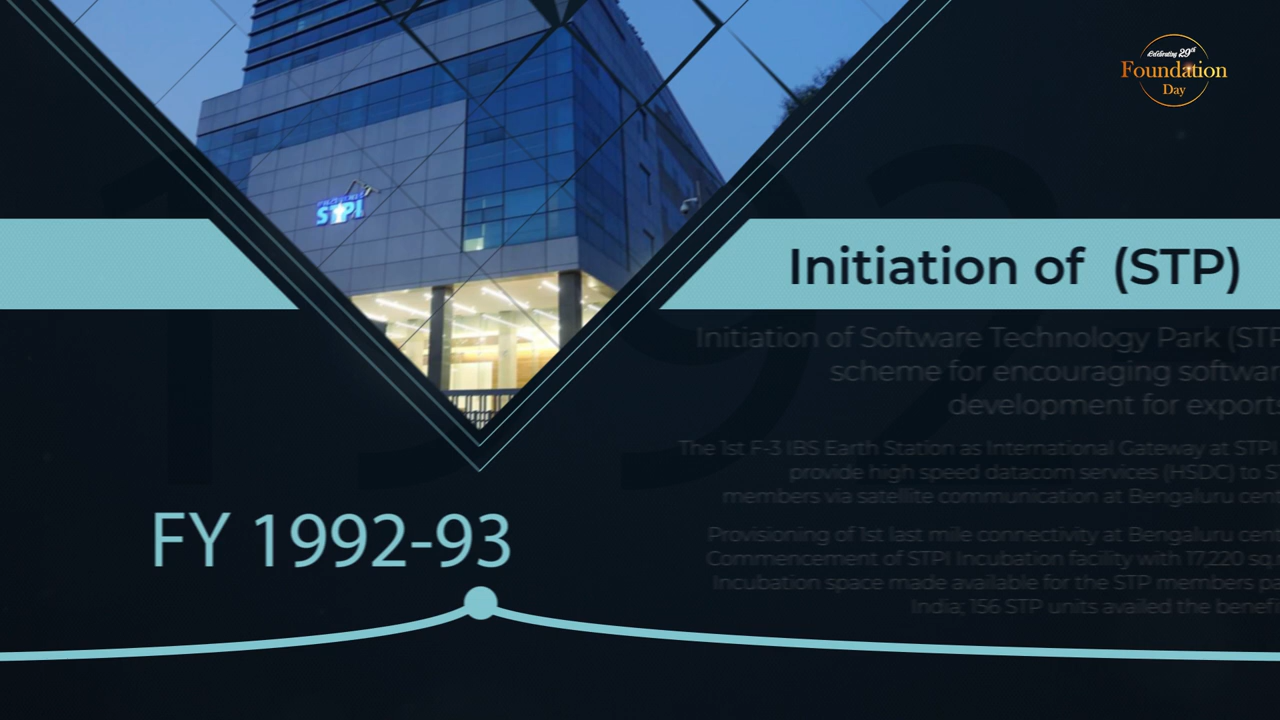 Celebrating 29th
Foundation
Day
STPI
Initiation of (STP)
Initiation of Software Technology Park (STP
scheme for encouraging softwar
development for exports
The 1st F-3 IBS Earth Station as International Gateway at STPI
provide high speed datacom services (HSDC) to S
members via satellite communication at Bengaluru cent
Provisioning of 1st last mile connectivity at Bengaluru cent
Commencement of STPI Incubation facility with 17,220 sq.
Incubation space made available for the STP members pa
India; 156 STP units availed the benef
FY 1992-93